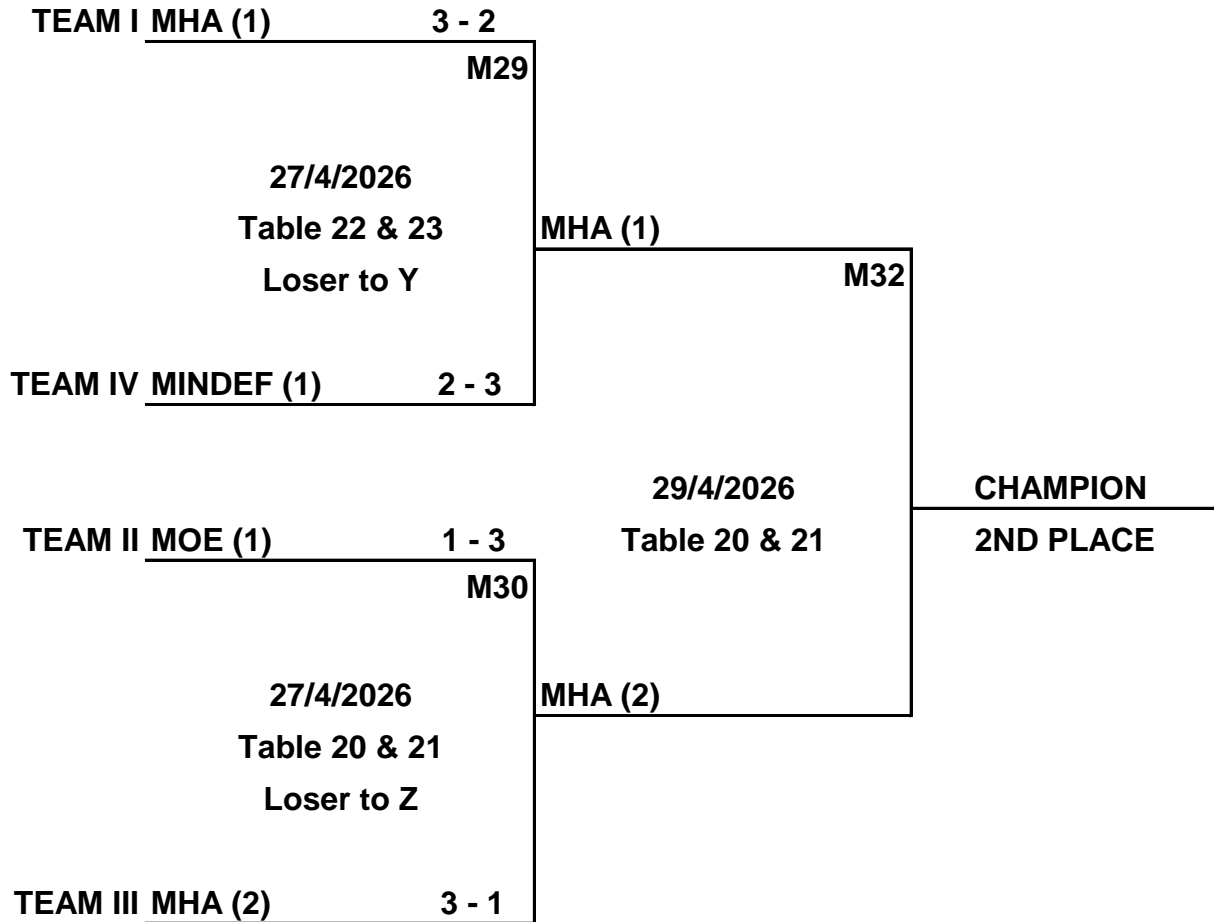 TEAM I MHA (1) 3 - 2
M29
27/4/2026
Table 22 & 23
Loser to Y
MHA (1)
M32
TEAM IV MINDEF (1) 2 - 3
29/4/2026
Table 20 & 21
CHAMPION
2ND PLACE
TEAM II MOE (1) 1 - 3
M30
27/4/2026
Table 20 & 21
Loser to Z
MHA (2)
TEAM III MHA (2) 3 - 1